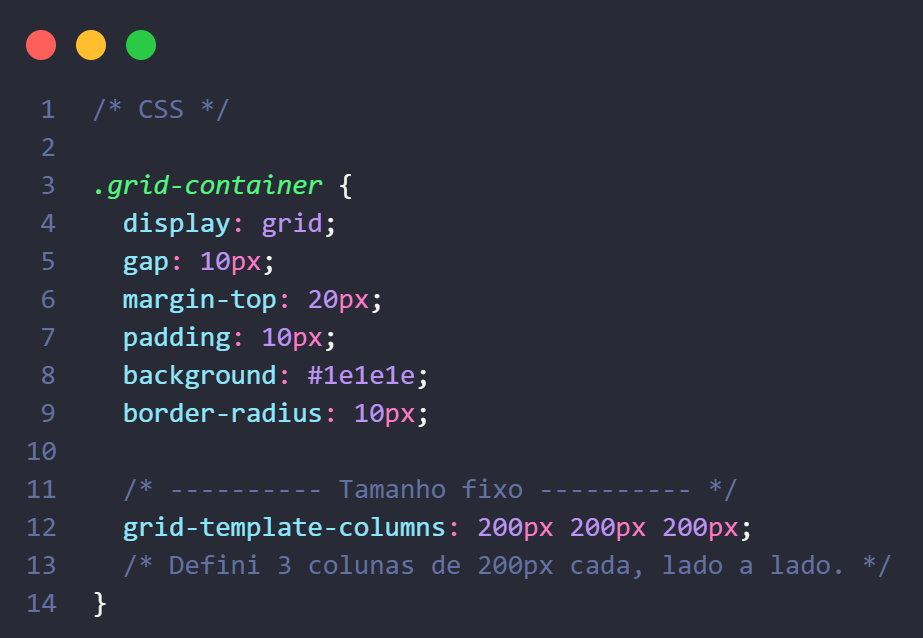 1 /* CSS */
2
3 .grid-container {
4   display: grid;
5   gap: 10px;
6   margin-top: 20px;
7   padding: 10px;
8   background: #1e1e1e;
9   border-radius: 10px;
10
11   /* ---------- Tamanho fixo ---------- */
12   grid-template-columns: 200px 200px 200px;
13   /* Defini 3 colunas de 200px cada, lado a lado. */
14 }